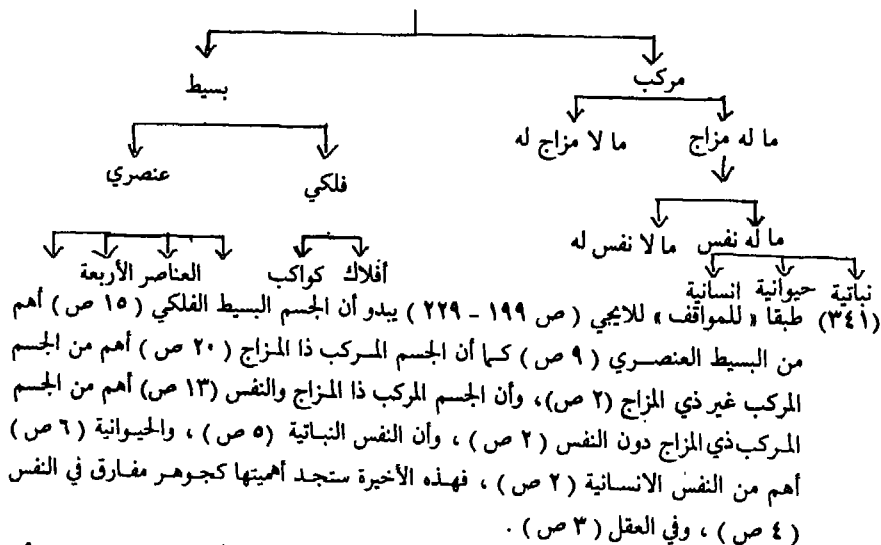 مركب بسيط
ما له مزاج ما لا مزاج له فلكي عنصري
ما له نفس ما لا نفس له أفلاك كواكب العناصر الأربعة
نباتية حيوانية انسانية
(٣٤١) طبقا « للمواقف » للايجي ( ص ١٩٩ - ٢٢٩ ) يبدو أن الجسم البسيط الفلكي ( ١٥ ص ) أهم
من البسيط العنصري ( ٩ ص ) كما أن الجسم المركب ذا المزاج ( ٢٠ ص ) أهم من الجسم
المركب غير ذي المزاج (٢ ص)، وأن الجسم المركب ذا المزاج والنفس (١٣ ص) أهم من الجسم
المركب ذي المزاج دون النفس ( ٢ ص ) ، وأن النفس النباتية (٥ ص ) ، والحيوانية ( ٦ ص )
أهم من النفس الانسانية ( ٢ ص ) ، فهذه الأخيرة ستجد أهميتها كجوهر مفارق في النفس
( ٤ ص ) ، وفي العقل ( ٣ ص ) .